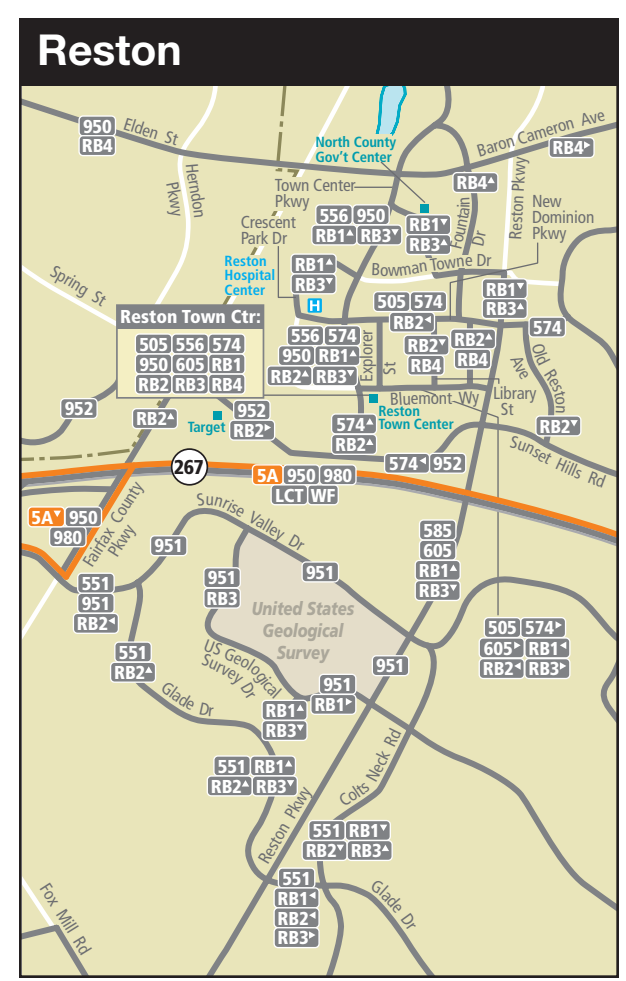 Reston
950
RB4
Elden St
Herndon
Pkwy
North County
Gov't Center
Baron Cameron Ave
RB4▸
Town Center
Pkwy
RB4▴
Reston Pkwy
New
Dominion
Pkwy
556 950
RB1▴ RB3▾
RB1▾
RB3▴
Fountain
Dr
Crescent
Park Dr
Reston
Hospital
Center
RB1▴
RB3▾
Bowman Towne Dr
Spring St
H
505 574
RB2◂
RB1▾
RB3▴
Reston Town Ctr:
505 556 574
950 605 RB1
RB2 RB3 RB4
556 574
950 RB1▴
RB2▴ RB3▾
Explorer
St
RB2▾
RB4
RB2▴
RB4
574
Old Reston
Ave
Bluemont Wy
Library
St
952
RB2▴
Target
952
RB2▸
Reston
Town Center
574▴
RB2▴
RB2▾
574◂ 952
Sunset Hills Rd
267
5A 950 980
LCT WF
5A▾ 950
980
Fairfax County
Pkwy
Sunrise Valley Dr
951
585
605
RB1▴
RB3▾
551
951
RB2◂
951
RB3
951
United States
Geological
Survey
505 574▸
605▸ RB1◂
RB2◂ RB3▸
551
RB2▴
US Geological
Survey Dr
951
951
RB1▸
Glade Dr
RB1▴
RB3▾
551 RB1▴
RB2▴ RB3▾
Colts Neck Rd
Reston Pkwy
551 RB1▾
RB2▾ RB3▴
551
RB1◂
RB2◂
RB3▸
Glade Dr
Fox Mill Rd